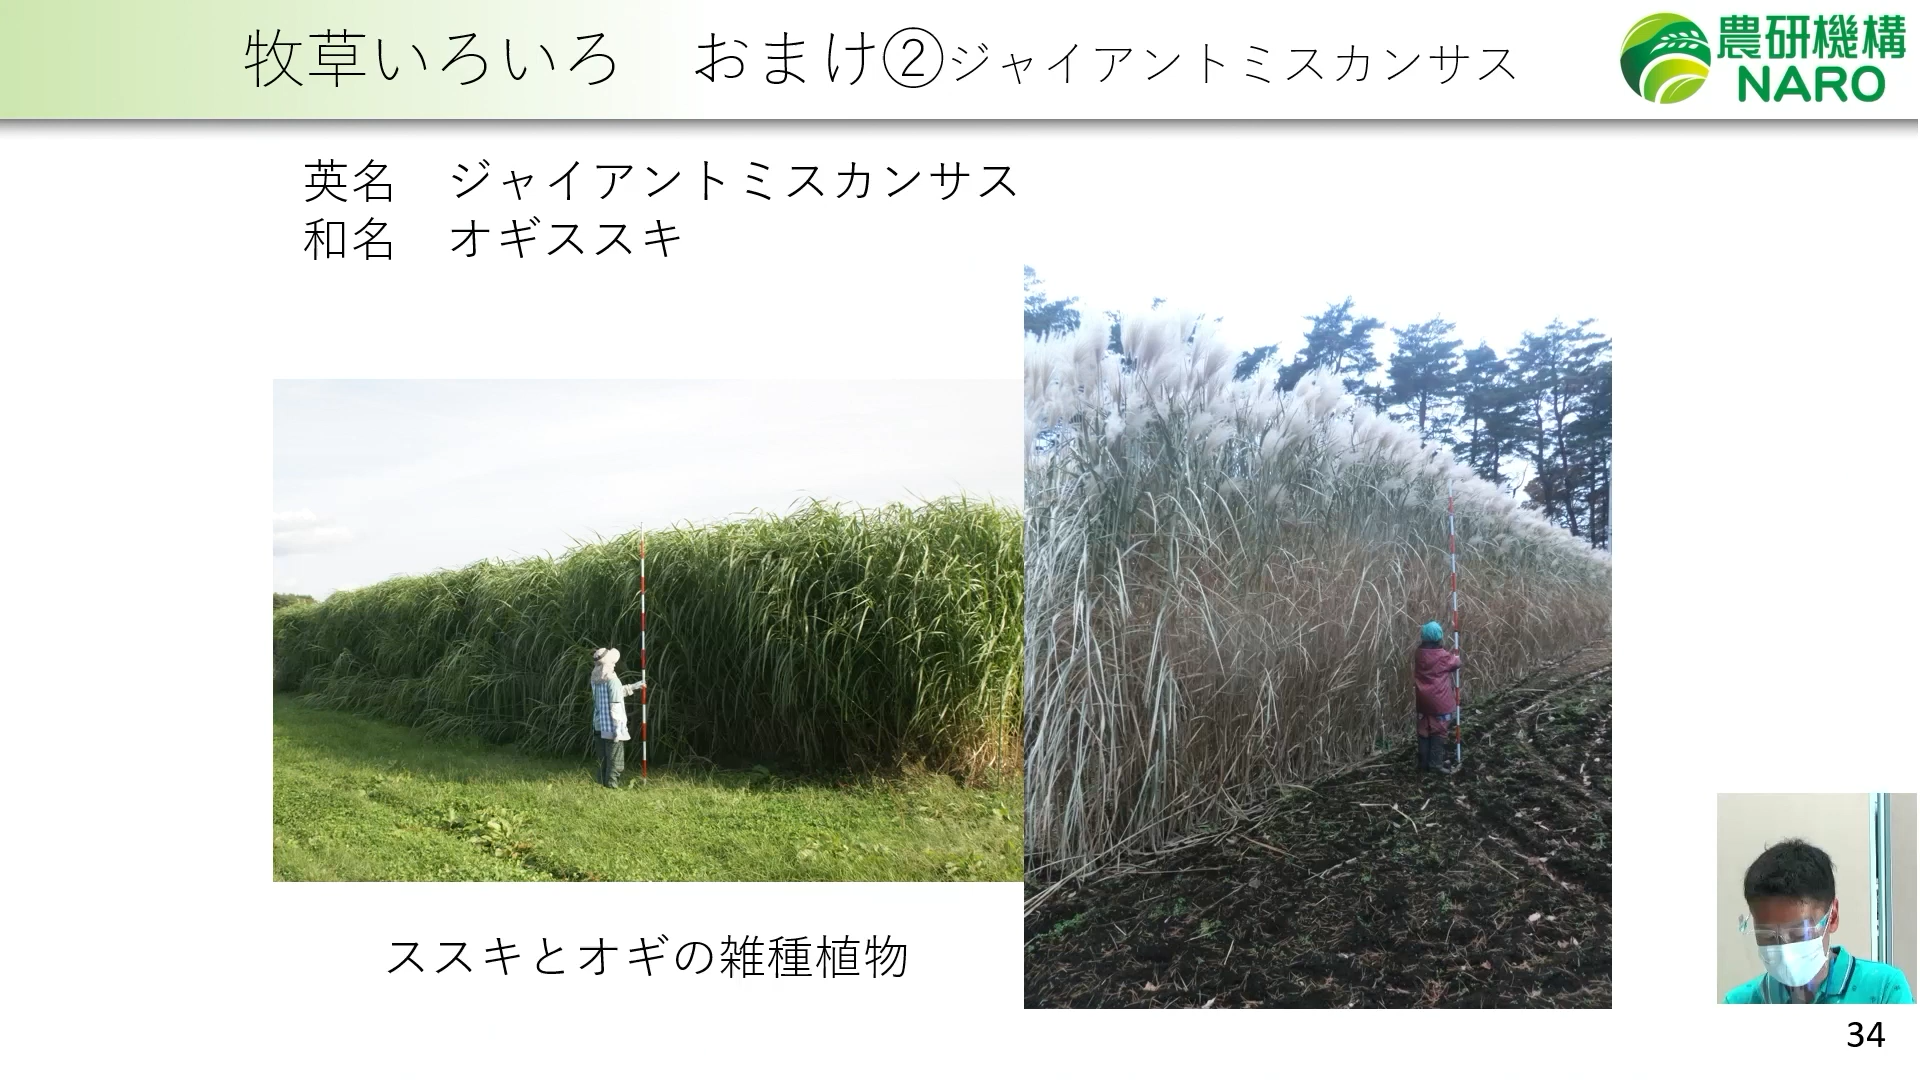 牧草いろいろ　おまけ②ジャイアントミスカンサス
農研機構
NARO
英名　ジャイアントミスカンサス
和名　オギススキ
ススキとオギの雑種植物
34